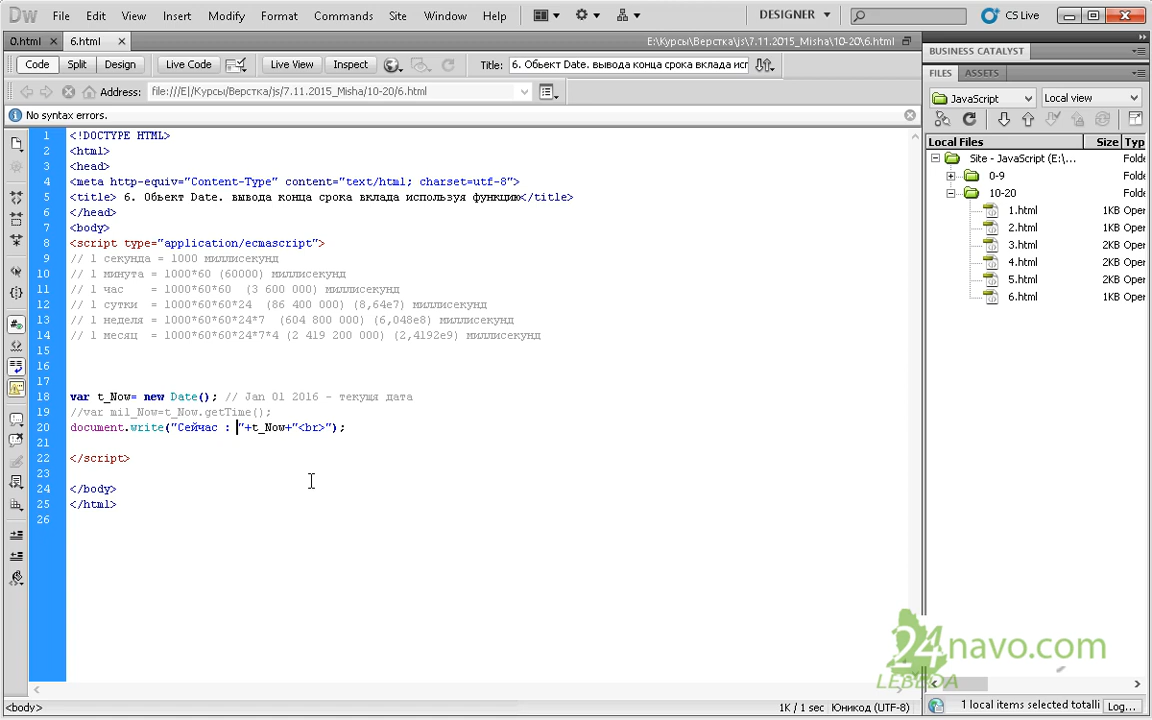 Dw File Edit View Insert Modify Format Commands Site Window Help DESIGNER CS Live
0.html 6.html E:\Курсы\Верстка\js\7.11.2015_Misha\10-20\6.html
Code Split Design Live Code Live View Inspect Title: 6. Обьект Date. вывода конца срока вклада исг
Address: file:///E|/Курсы/Верстка/js/7.11.2015_Misha/10-20/6.html
No syntax errors.
1 <!DOCTYPE HTML>
2 <html>
3 <head>
4 <meta http-equiv="Content-Type" content="text/html; charset=utf-8">
5 <title> 6. Обьект Date. вывода конца срока вклада используя функцию</title>
6 </head>
7 <body>
8 <script type="application/ecmascript">
9 // 1 секунда = 1000 миллисекунд
10 // 1 минута = 1000*60 (60000) миллисекунд
11 // 1 час = 1000*60*60 (3 600 000) миллисекунд
12 // 1 сутки = 1000*60*60*24 (86 400 000) (8,64e7) миллисекунд
13 // 1 неделя = 1000*60*60*24*7 (604 800 000) (6,048e8) миллисекунд
14 // 1 месяц = 1000*60*60*24*7*4 (2 419 200 000) (2,4192e9) миллисекунд
15
16
17
18 var t_Now= new Date(); // Jan 01 2016 - текущя дата
19 //var mil_Now=t_Now.getTime();
20 document.write("Сейчас : "+t_Now+"<br>");
21
22 </script>
23
24 </body>
25 </html>
26
<body> 1K / 1 sec Юникод (UTF-8)
BUSINESS CATALYST
FILES ASSETS
JavaScript Local view
Local Files Size Typ
Site - JavaScript (E:\... Folde
0-9 Folde
10-20 Folde
1.html 1KB Oper
2.html 1KB Oper
3.html 2KB Oper
4.html 2KB Oper
5.html 2KB Oper
6.html 1KB Oper
24navo.com
LEBEDA
1 local items selected totalli Log...